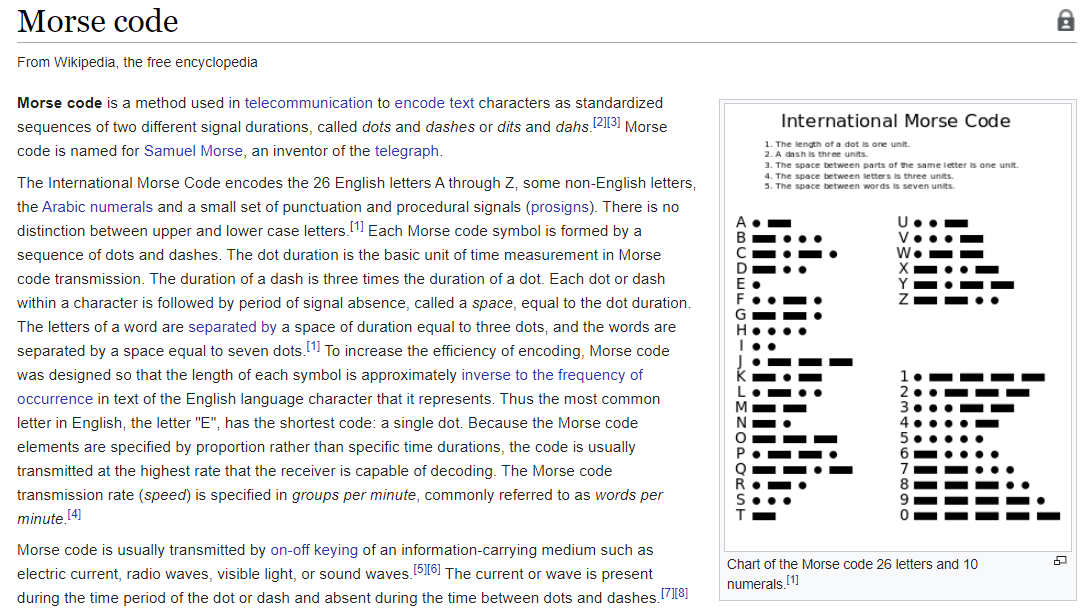 Morse code
From Wikipedia, the free encyclopedia
Morse code is a method used in telecommunication to encode text characters as standardized
sequences of two different signal durations, called dots and dashes or dits and dahs.[2][3] Morse
code is named for Samuel Morse, an inventor of the telegraph.
The International Morse Code encodes the 26 English letters A through Z, some non-English letters,
the Arabic numerals and a small set of punctuation and procedural signals (prosigns). There is no
distinction between upper and lower case letters.[1] Each Morse code symbol is formed by a
sequence of dots and dashes. The dot duration is the basic unit of time measurement in Morse
code transmission. The duration of a dash is three times the duration of a dot. Each dot or dash
within a character is followed by period of signal absence, called a space, equal to the dot duration.
The letters of a word are separated by a space of duration equal to three dots, and the words are
separated by a space equal to seven dots.[1] To increase the efficiency of encoding, Morse code
was designed so that the length of each symbol is approximately inverse to the frequency of
occurrence in text of the English language character that it represents. Thus the most common
letter in English, the letter "E", has the shortest code: a single dot. Because the Morse code
elements are specified by proportion rather than specific time durations, the code is usually
transmitted at the highest rate that the receiver is capable of decoding. The Morse code
transmission rate (speed) is specified in groups per minute, commonly referred to as words per
minute.[4]
Morse code is usually transmitted by on-off keying of an information-carrying medium such as
electric current, radio waves, visible light, or sound waves.[5][6] The current or wave is present
during the time period of the dot or dash and absent during the time between dots and dashes.[7][8]
International Morse Code
1. The length of a dot is one unit.
2. A dash is three units.
3. The space between parts of the same letter is one unit.
4. The space between letters is three units.
5. The space between words is seven units.
A
B
C
D
E
F
G
H
I
J
K
L
M
N
O
P
Q
R
S
T
U
V
W
X
Y
Z
1
2
3
4
5
6
7
8
9
0
Chart of the Morse code 26 letters and 10
numerals.[1]